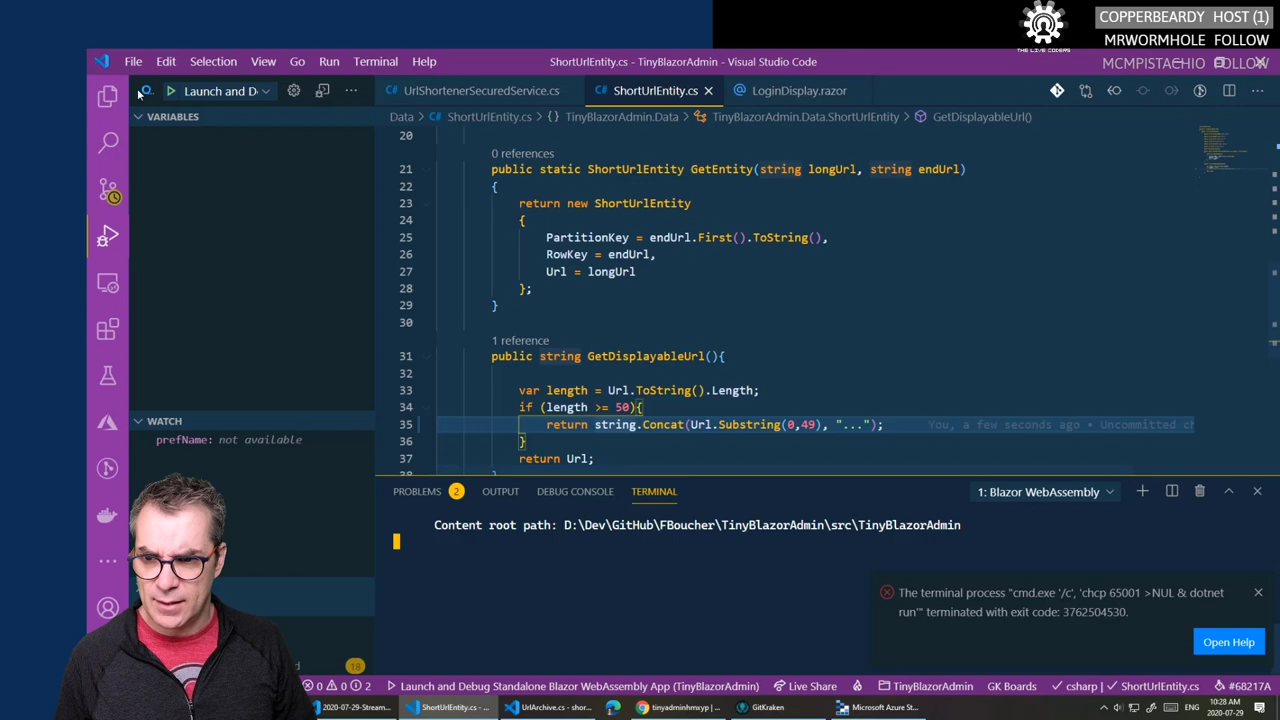 COPPERBEARDY HOST (1)
MRWORMHOLE FOLLOW
MCMPISTACHIO FOLLOW
THE LIVE CODERS
File Edit Selection View Go Run Terminal Help
ShortUrlEntity.cs - TinyBlazorAdmin - Visual Studio Code
Launch and D
UrlShortenerSecuredService.cs
ShortUrlEntity.cs
LoginDisplay.razor
VARIABLES
Data > ShortUrlEntity.cs > {} TinyBlazorAdmin.Data > TinyBlazorAdmin.Data.ShortUrlEntity > GetDisplayableUrl()
20
0 references
21 public static ShortUrlEntity GetEntity(string longUrl, string endUrl)
22 {
23 return new ShortUrlEntity
24 {
25 PartitionKey = endUrl.First().ToString(),
26 RowKey = endUrl,
27 Url = longUrl
28 };
29 }
30
1 reference
31 public string GetDisplayableUrl(){
32
33 var length = Url.ToString().Length;
34 if (length >= 50){
35 return string.Concat(Url.Substring(0,49), "..."); You, a few seconds ago • Uncommitted ch
36 }
37 return Url;
38 }
WATCH
prefName: not available
PROBLEMS 2 OUTPUT DEBUG CONSOLE TERMINAL
1: Blazor WebAssembly
Content root path: D:\Dev\GitHub\FBoucher\TinyBlazorAdmin\src\TinyBlazorAdmin
The terminal process "cmd.exe '/c', 'chcp 65001 >NUL & dotnet
run'" terminated with exit code: 3762504530.
Open Help
18
0 0 2 Launch and Debug Standalone Blazor WebAssembly App (TinyBlazorAdmin) Live Share TinyBlazorAdmin GK Boards csharp ShortUrlEntity.cs #68217A
2020-07-29-Stream...
ShortUrlEntity.cs - ...
UrlArchive.cs - shor...
tinyadminhmxyp | ...
GitKraken
Microsoft Azure St...
ENG
10:28 AM
2020-07-29